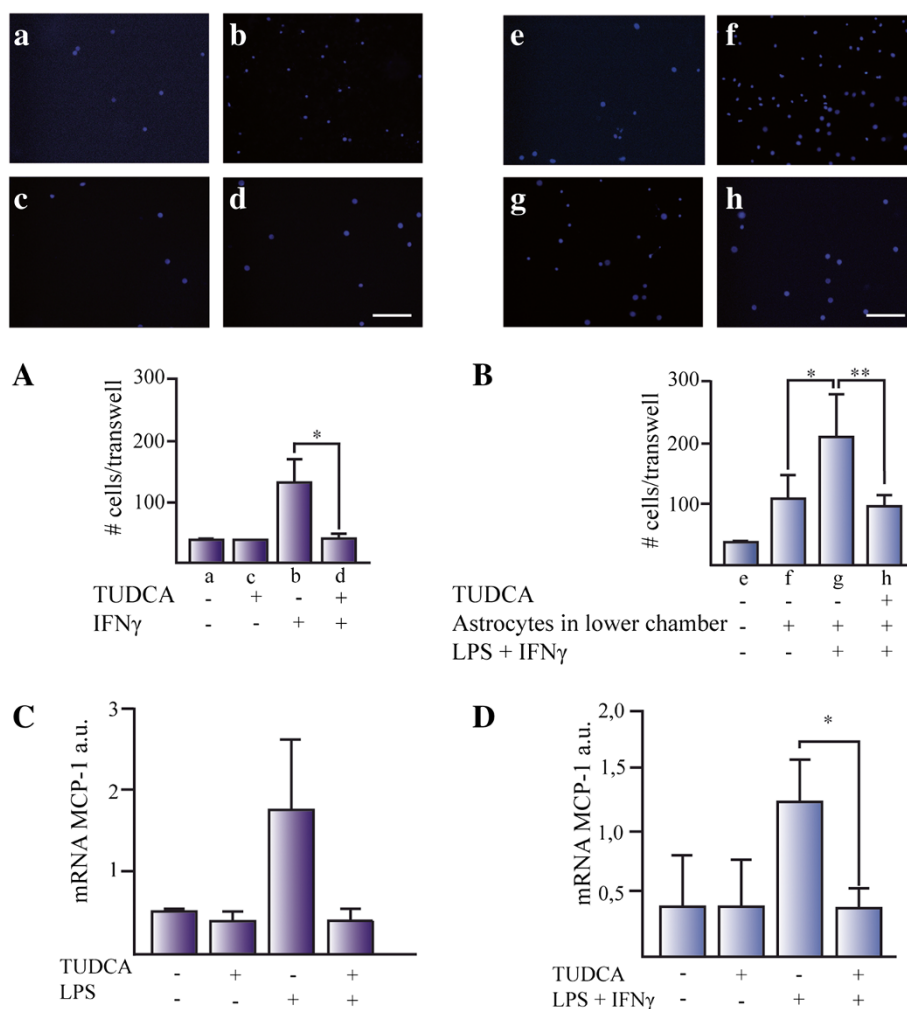 a b e f
c d g h
A B
300
200
100
# cells/transwell
*
a c b d
TUDCA - + - +
IFNγ - - + +
300
200
100
# cells/transwell
* **
e f g h
TUDCA - - - +
Astrocytes in lower chamber - + + +
LPS + IFNγ - - + +
C D
3
2
1
mRNA MCP-1 a.u.
TUDCA - + - +
LPS - - + +
2,0
1,5
1,0
0,5
mRNA MCP-1 a.u.
*
TUDCA - + - +
LPS + IFNγ - - + +